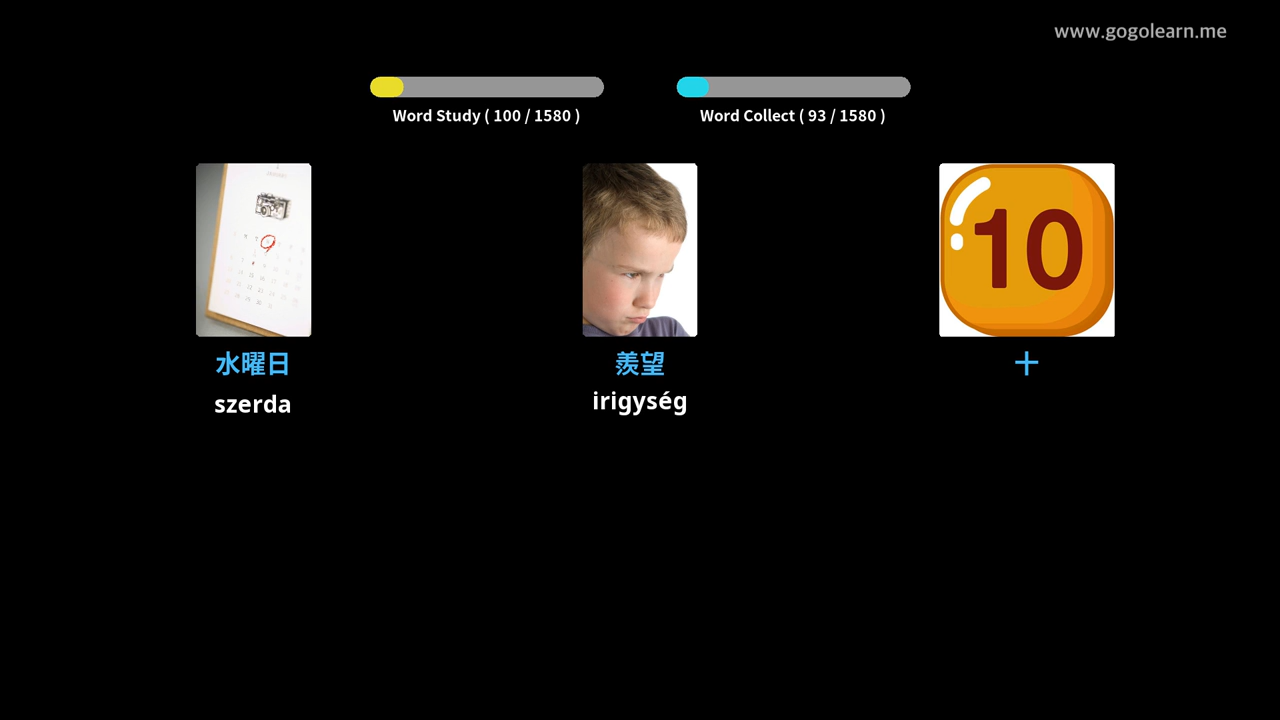 www.gogolearn.me
Word Study ( 100 / 1580 )
Word Collect ( 93 / 1580 )
10
水曜日
羨望
十
szerda
irigység